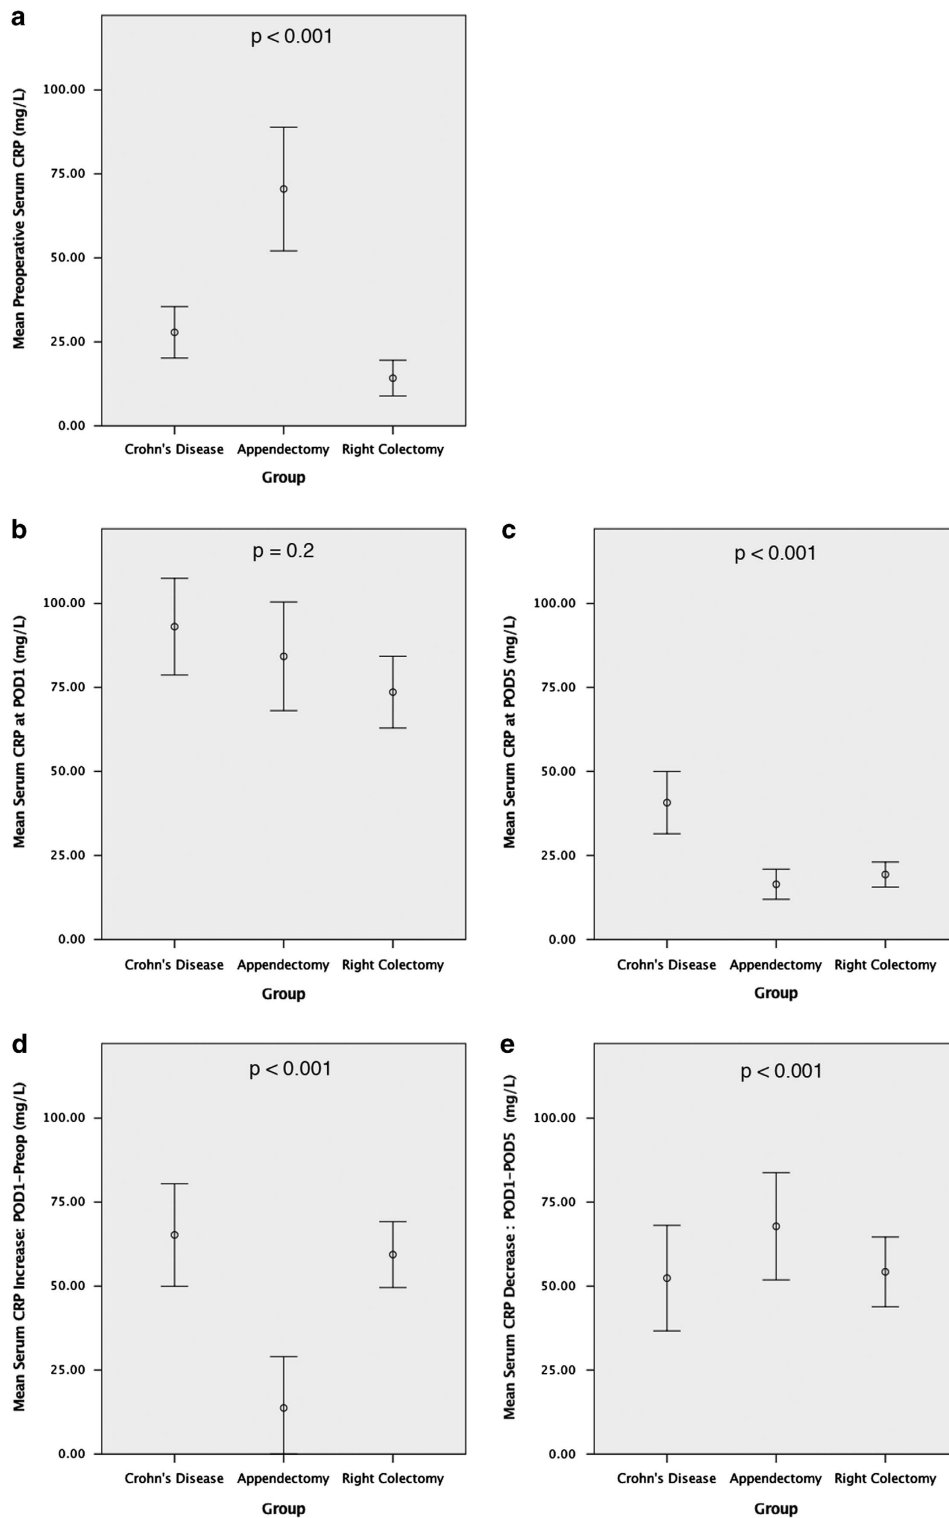 a
p < 0.001
Mean Preoperative Serum CRP (mg/L)
100.00
75.00
50.00
25.00
0.00
Crohn's Disease Appendectomy Right Colectomy
Group
b
p = 0.2
Mean Serum CRP at POD1 (mg/L)
100.00
75.00
50.00
25.00
0.00
Crohn's Disease Appendectomy Right Colectomy
Group
c
p < 0.001
Mean Serum CRP at POD5 (mg/L)
100.00
75.00
50.00
25.00
0.00
Crohn's Disease Appendectomy Right Colectomy
Group
d
p < 0.001
Mean Serum CRP Increase: POD1-Preop (mg/L)
100.00
75.00
50.00
25.00
0.00
Crohn's Disease Appendectomy Right Colectomy
Group
e
p < 0.001
Mean Serum CRP Decrease : POD1-POD5 (mg/L)
100.00
75.00
50.00
25.00
0.00
Crohn's Disease Appendectomy Right Colectomy
Group